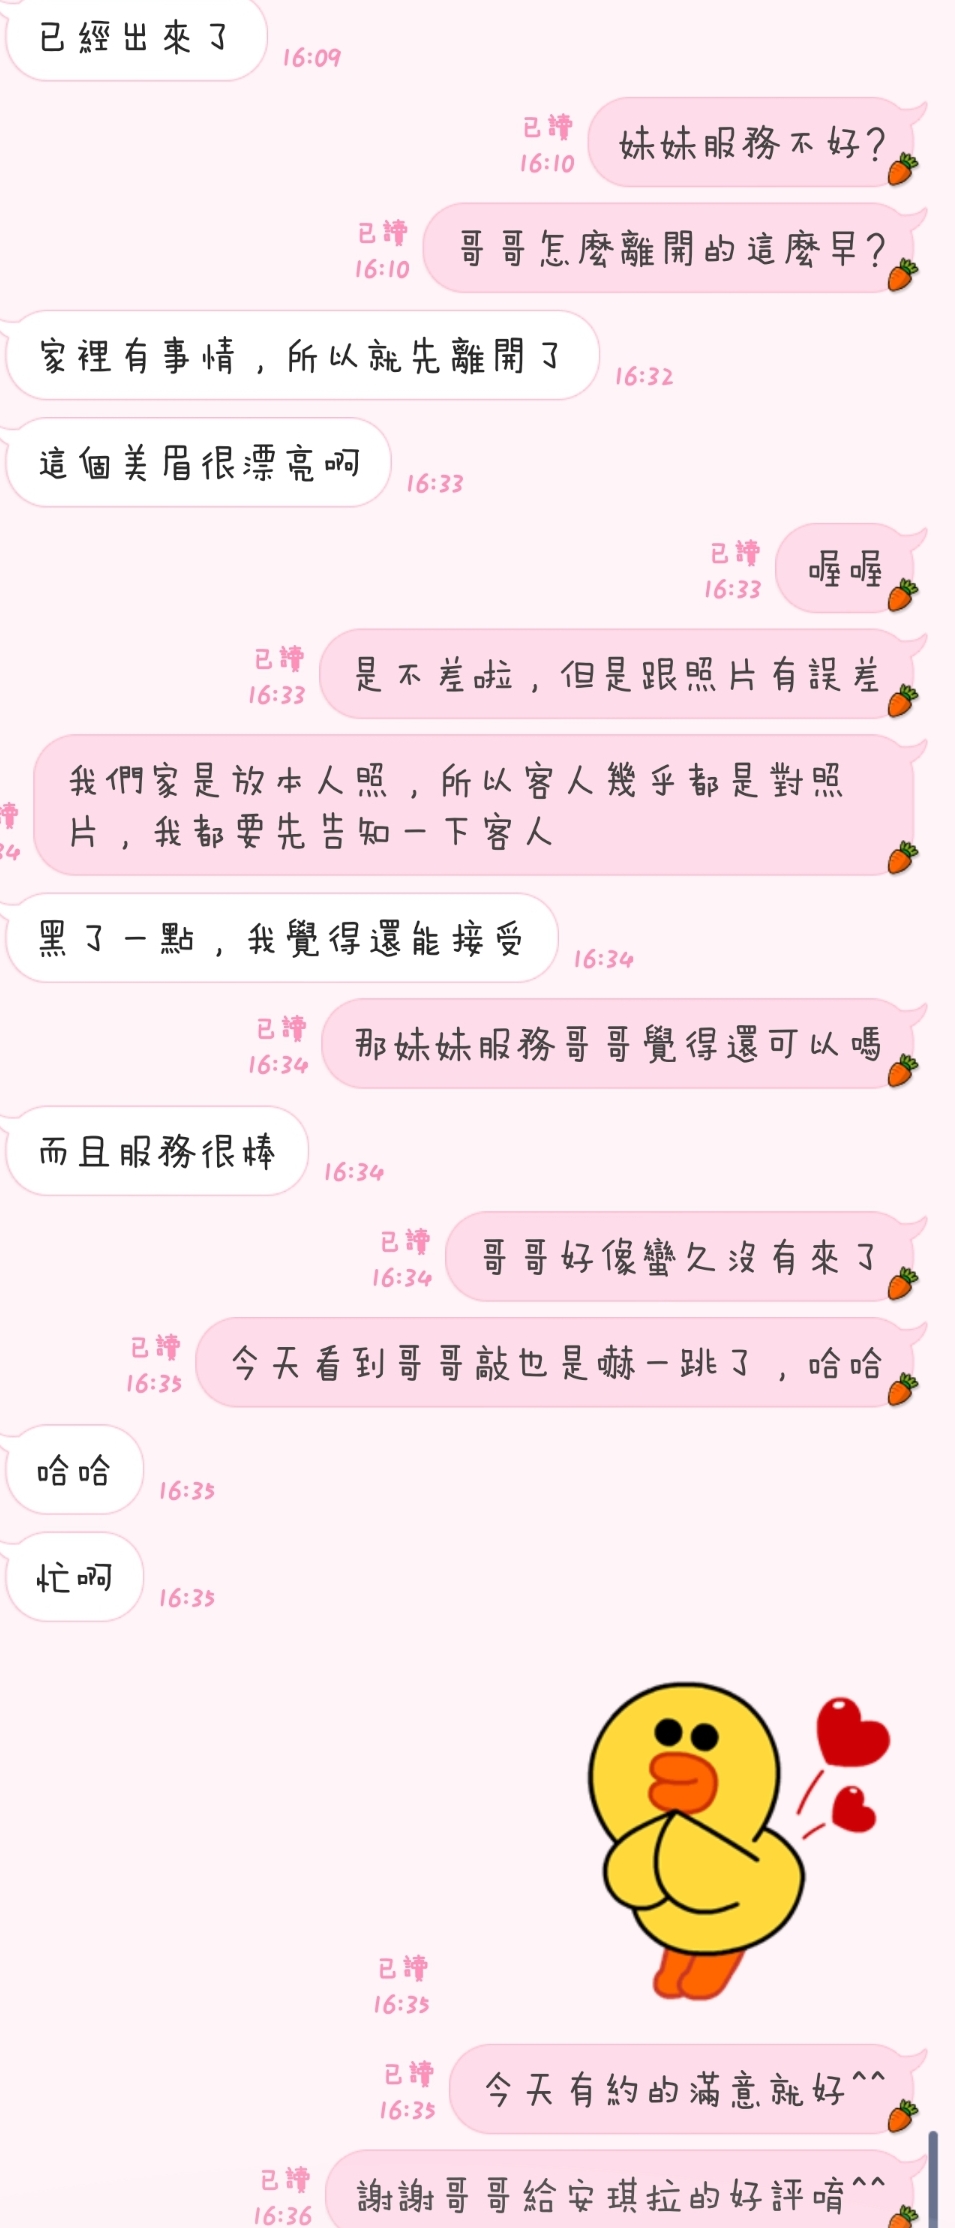 已經出來了
16:09
已讀
16:10
妹妹服務不好?
已讀
16:10
哥哥怎麼離開的這麼早?
家裡有事情，所以就先離開了
16:32
這個美眉很漂亮啊
16:33
已讀
16:33
喔喔
已讀
16:33
是不差啦，但是跟照片有誤差
讀
34
我們家是放本人照，所以客人幾乎都是對照
片，我都要先告知一下客人
黑了一點，我覺得還能接受
16:34
已讀
16:34
那妹妹服務哥哥覺得還可以嗎
而且服務很棒
16:34
已讀
16:34
哥哥好像蠻久沒有來了
已讀
16:35
今天看到哥哥敲也是嚇一跳了，哈哈
哈哈
16:35
忙啊
16:35
已讀
16:35
已讀
16:35
今天有約的滿意就好^^
已讀
16:36
謝謝哥哥給安琪拉的好評唷^^